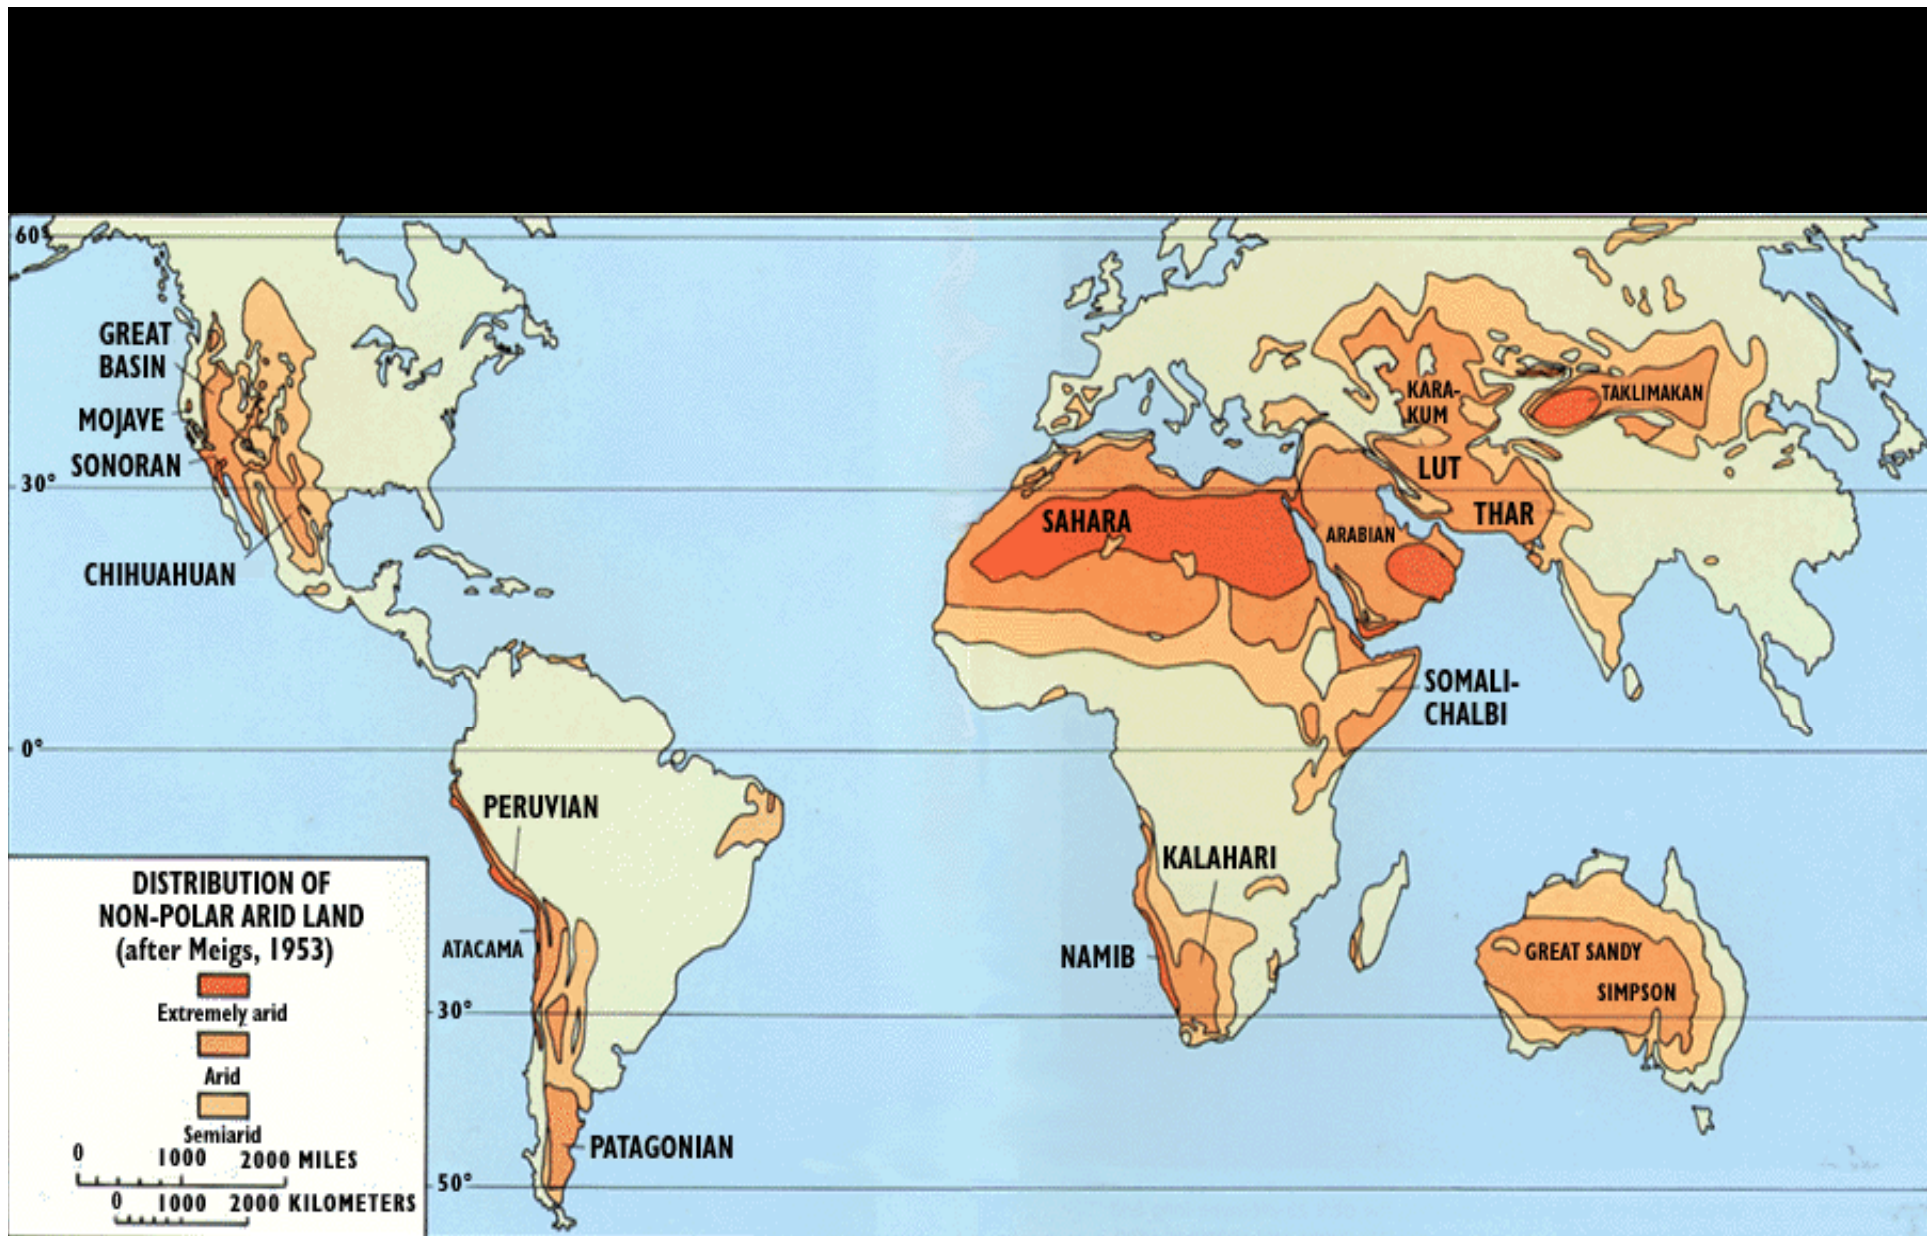 60°
GREAT
BASIN
MOJAVE
SONORAN
30°
CHIHUAHUAN
0°
PERUVIAN
ATACAMA
30°
PATAGONIAN
50°
KARA-
KUM
TAKLIMAKAN
LUT
THAR
SAHARA
ARABIAN
SOMALI-
CHALBI
KALAHARI
NAMIB
GREAT SANDY
SIMPSON
DISTRIBUTION OF
NON-POLAR ARID LAND
(after Meigs, 1953)
Extremely arid
Arid
Semiarid
0 1000 2000 MILES
0 1000 2000 KILOMETERS